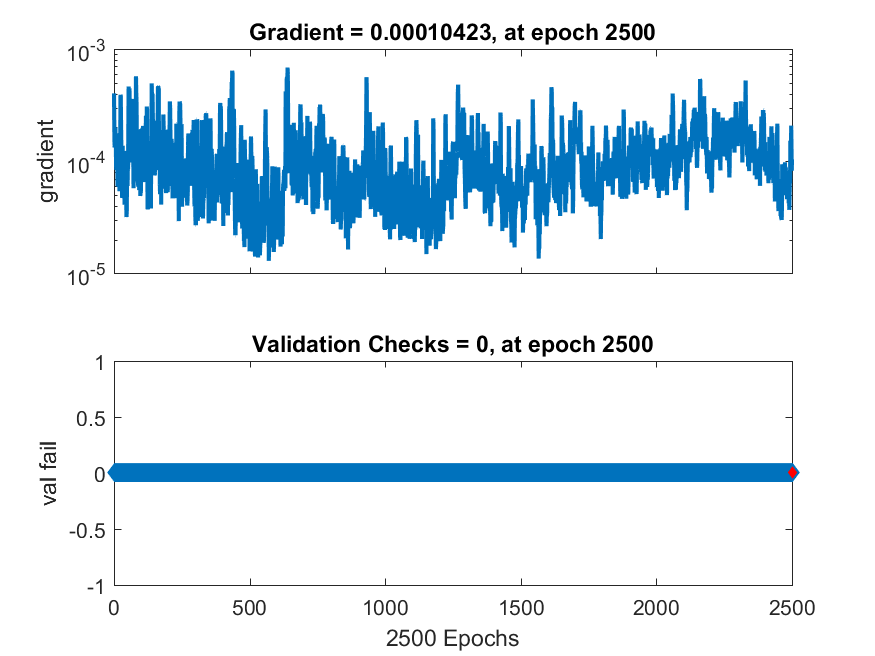 Gradient = 0.00010423, at epoch 2500
10^-3
10^-4
10^-5
gradient
Validation Checks = 0, at epoch 2500
1
0.5
0
-0.5
-1
val fail
0 500 1000 1500 2000 2500
2500 Epochs